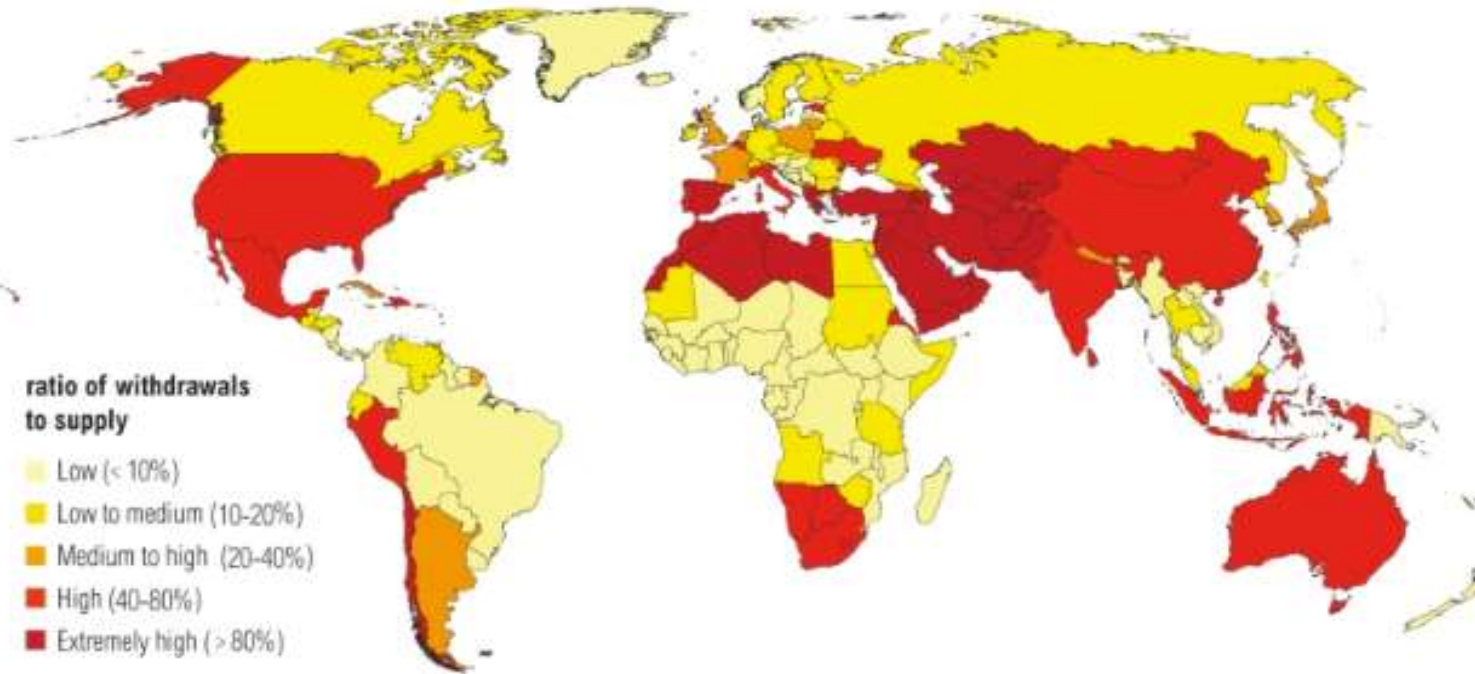 ratio of withdrawals
to supply
Low (< 10%)
Low to medium (10-20%)
Medium to high (20-40%)
High (40-80%)
Extremely high (> 80%)